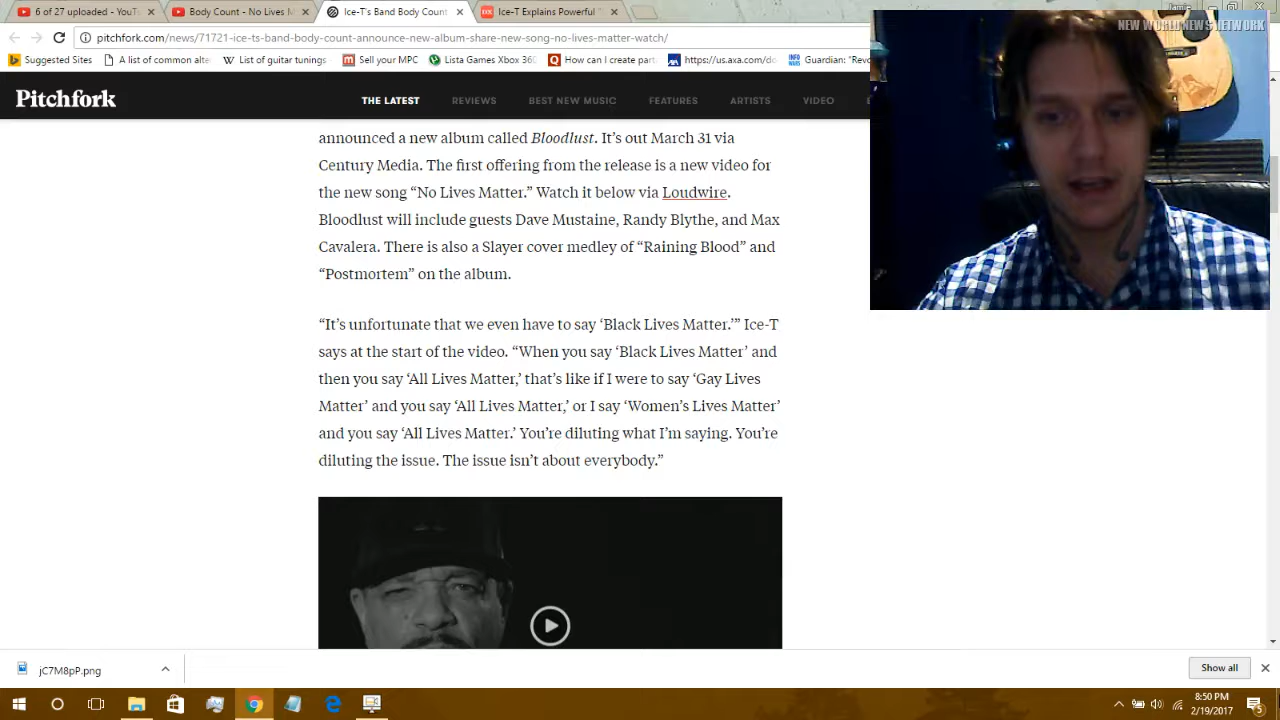 6 of 27 uploaded - YouT
Body Count - No Lives M
Ice-T's Band Body Count
Ice-T Explains Powerful "
pitchfork.com/news/71721-ice-ts-band-body-count-announce-new-album-share-new-song-no-lives-matter-watch/
Suggested Sites
A list of common alte
List of guitar tunings
Sell your MPC
Lista Games Xbox 36
How can I create part
https://us.axa.com/do
Guardian: "Rev
NEW WORLD NEWS NETWORK
Pitchfork
THE LATEST
REVIEWS
BEST NEW MUSIC
FEATURES
ARTISTS
VIDEO
announced a new album called Bloodlust. It’s out March 31 via
Century Media. The first offering from the release is a new video for
the new song “No Lives Matter.” Watch it below via Loudwire.
Bloodlust will include guests Dave Mustaine, Randy Blythe, and Max
Cavalera. There is also a Slayer cover medley of “Raining Blood” and
“Postmortem” on the album.
“It’s unfortunate that we even have to say ‘Black Lives Matter.’” Ice-T
says at the start of the video. “When you say ‘Black Lives Matter’ and
then you say ‘All Lives Matter,’ that’s like if I were to say ‘Gay Lives
Matter’ and you say ‘All Lives Matter,’ or I say ‘Women’s Lives Matter’
and you say ‘All Lives Matter.’ You’re diluting what I’m saying. You’re
diluting the issue. The issue isn’t about everybody.”
jC7M8pP.png
Show all
8:50 PM
2/19/2017
5